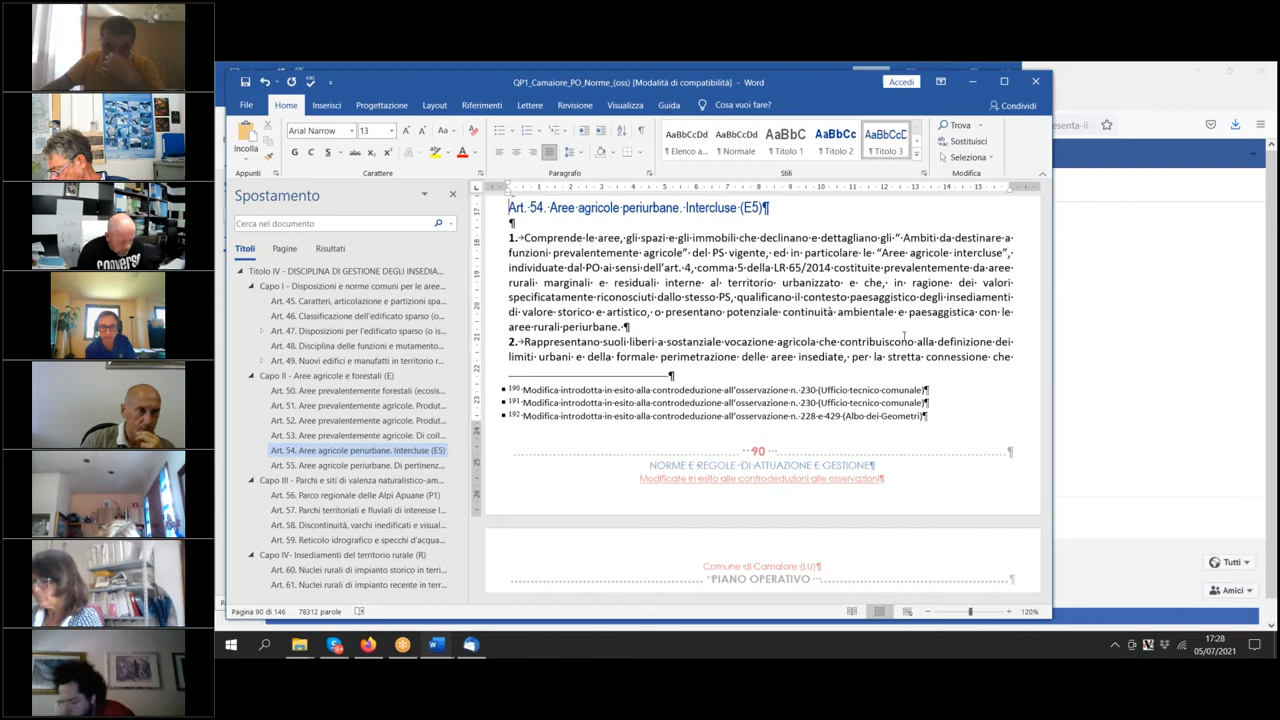 QP1_Camaiore_PO_Norme_(oss) [Modalità di compatibilità] - Word
Accedi
File Home Inserisci Progettazione Layout Riferimenti Lettere Revisione Visualizza Guida Cosa vuoi fare? Condividi
Incolla
Arial Narrow 13
G C S abc
AaBbCcDd AaBbCcDd AaBbC AaBbCc AaBbCcD
¶ Elenco a... ¶ Normale ¶ Titolo 1 ¶ Titolo 2 ¶ Titolo 3
Trova
Sostituisci
Seleziona
Appunti Carattere Paragrafo Stili Modifica
Spostamento
Cerca nel documento
Titoli Pagine Risultati
Titolo IV - DISCIPLINA DI GESTIONE DEGLI INSEDIA...
Capo I - Disposizioni e norme comuni per le aree...
Art. 45. Caratteri, articolazione e partizioni spa...
Art. 46. Classificazione dell'edificato sparso (o i...
Art. 47. Disposizioni per l'edificato sparso (o is...
Art. 48. Disciplina delle funzioni e mutamento...
Art. 49. Nuovi edifici e manufatti in territorio r...
Capo II - Aree agricole e forestali (E)
Art. 50. Aree prevalentemente forestali (ecosis...
Art. 51. Aree prevalentemente agricole. Produt...
Art. 52. Aree prevalentemente agricole. Produt...
Art. 53. Aree prevalentemente agricole. Di coll...
Art. 54. Aree agricole periurbane. Intercluse (E5)
Art. 55. Aree agricole periurbane. Di pertinenz...
Capo III - Parchi e siti di valenza naturalistico-am...
Art. 56. Parco regionale delle Alpi Apuane (P1)
Art. 57. Parchi territoriali e fluviali di interesse l...
Art. 58. Discontinuità, varchi inedificati e visual...
Art. 59. Reticolo idrografico e specchi d'acqua...
Capo IV- Insediamenti del territorio rurale (R)
Art. 60. Nuclei rurali di impianto storico in terr...
Art. 61. Nuclei rurali di impianto recente in terr...
Art. 54. Aree agricole periurbane. Intercluse (E5)¶
¶
1. Comprende le aree, gli spazi e gli immobili che declinano e dettagliano gli " Ambiti da destinare a
funzioni prevalentemente agricole" del PS vigente, ed in particolare le "Aree agricole intercluse",
individuate dal PO ai sensi dell'art. 4, comma 5 della LR 65/2014 costituite prevalentemente da aree
rurali marginali e residuali interne al territorio urbanizzato e che, in ragione dei valori
specificatamente riconosciuti dallo stesso PS, qualificano il contesto paesaggistico degli insediamenti
di valore storico e artistico, o presentano potenziale continuità ambientale e paesaggistica con le
aree rurali periurbane. ¶
2. Rappresentano suoli liberi a sostanziale vocazione agricola che contribuiscono alla definizione dei
limiti urbani e della formale perimetrazione delle aree insediate, per la stretta connessione che
¶
190 Modifica introdotta in esito alla controdeduzione all'osservazione n. 230 (Ufficio tecnico comunale)¶
191 Modifica introdotta in esito alla controdeduzione all'osservazione n. 230 (Ufficio tecnico comunale)¶
192 Modifica introdotta in esito alla controdeduzione all'osservazione n. 228 e 429 (Albo dei Geometri)¶
90 ¶
NORME E REGOLE DI ATTUAZIONE E GESTIONE¶
Modificate in esito alle controdeduzioni alle osservazioni¶
Comune di Camaiore (LU)¶
PIANO OPERATIVO ¶
Pagina 90 di 146 78312 parole 120%
esenta-il-
Tutti
Amici
17:28
05/07/2021
converse